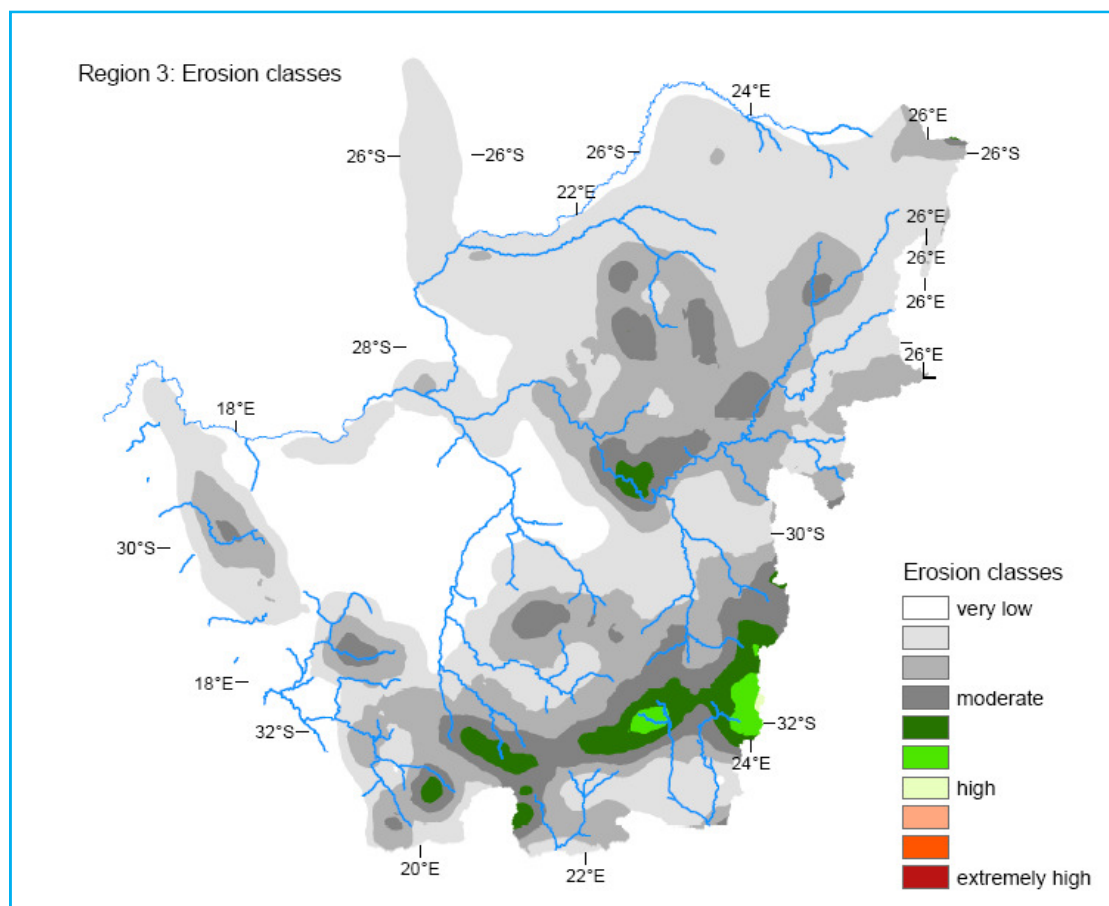 Region 3: Erosion classes
24°E
26°E
26°S
26°S
26°S
26°S
22°E
26°E
26°E
26°E
28°S
26°E
18°E
30°S
30°S
Erosion classes
very low
18°E
moderate
32°S
32°S
24°E
high
20°E
22°E
extremely high